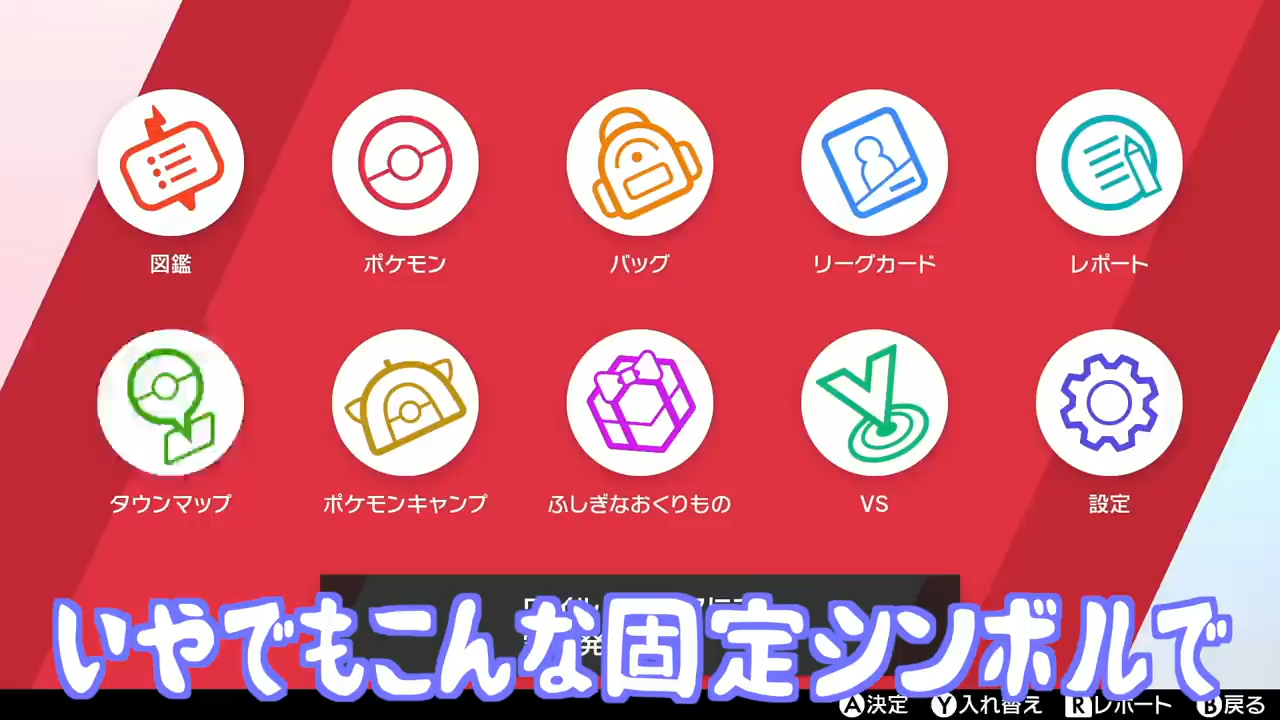 図鑑
ポケモン
バッグ
リーグカード
レポート
タウンマップ
ポケモンキャンプ
ふしぎなおくりもの
VS
設定
いやでもこんな固定シンボルで
A決定 Y入れ替え Rレポート B戻る